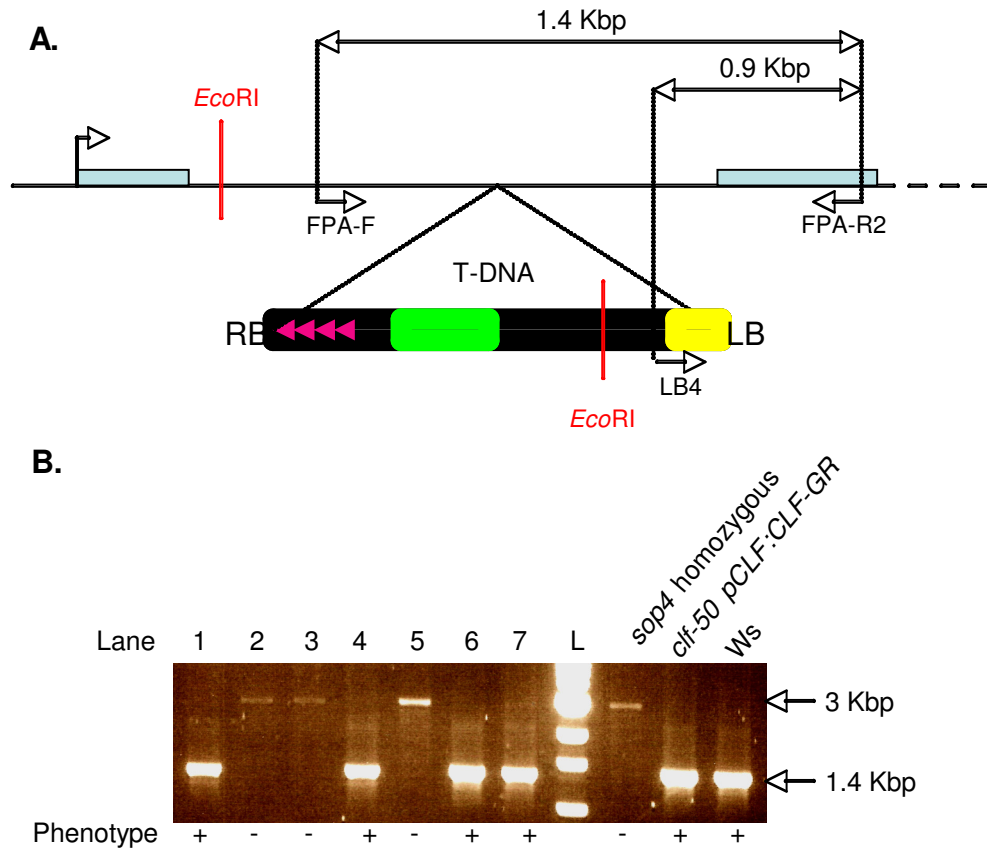 A.
1.4 Kbp
0.9 Kbp
EcoRI
FPA-F
FPA-R2
T-DNA
RB
LB
LB4
EcoRI
B.
sop4 homozygous
clf-50 pCLF:CLF-GR
Ws
Lane 1 2 3 4 5 6 7 L
3 Kbp
1.4 Kbp
Phenotype + - - + - + + - + +